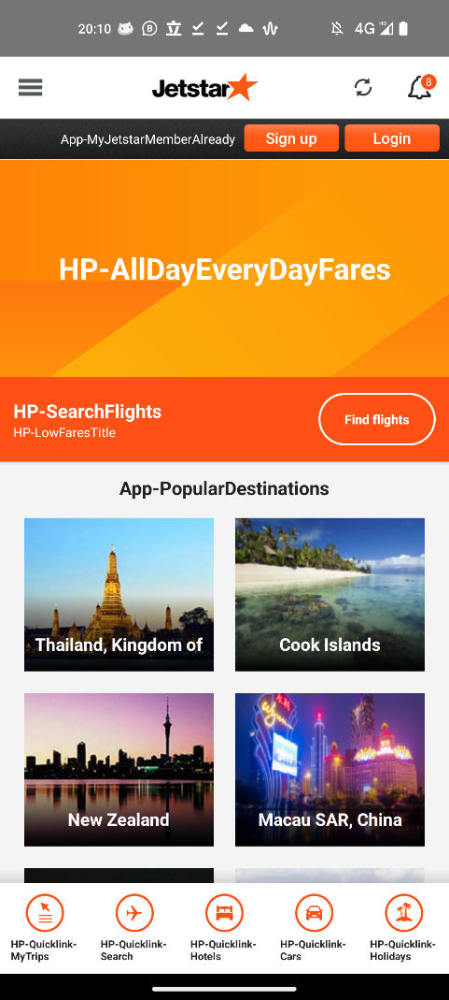 20:10
4G
Jetstar
8
App-MyJetstarMemberAlready
Sign up
Login
HP-AllDayEveryDayFares
HP-SearchFlights
HP-LowFaresTitle
Find flights
App-PopularDestinations
Thailand, Kingdom of
Cook Islands
New Zealand
Macau SAR, China
HP-Quicklink-
MyTrips
HP-Quicklink-
Search
HP-Quicklink-
Hotels
HP-Quicklink-
Cars
HP-Quicklink-
Holidays